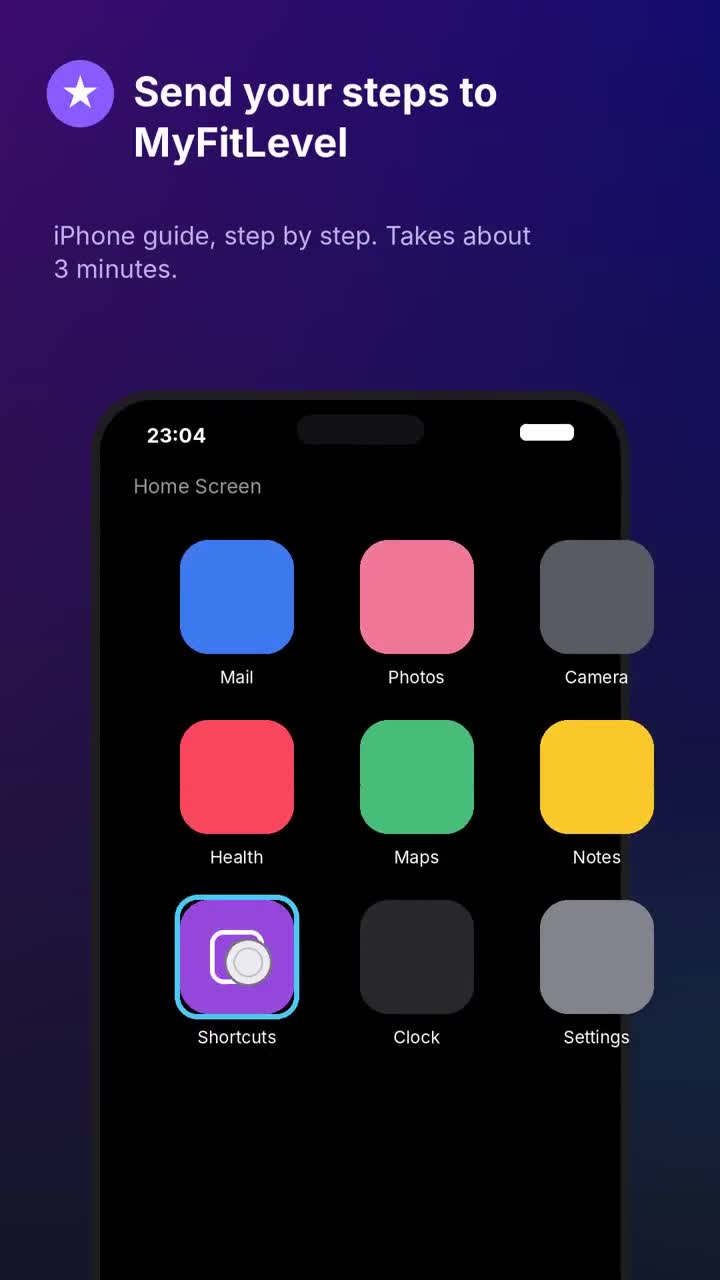 Send your steps to
MyFitLevel
iPhone guide, step by step. Takes about
3 minutes.
23:04
Home Screen
Mail
Photos
Camera
Health
Maps
Notes
Shortcuts
Clock
Settings